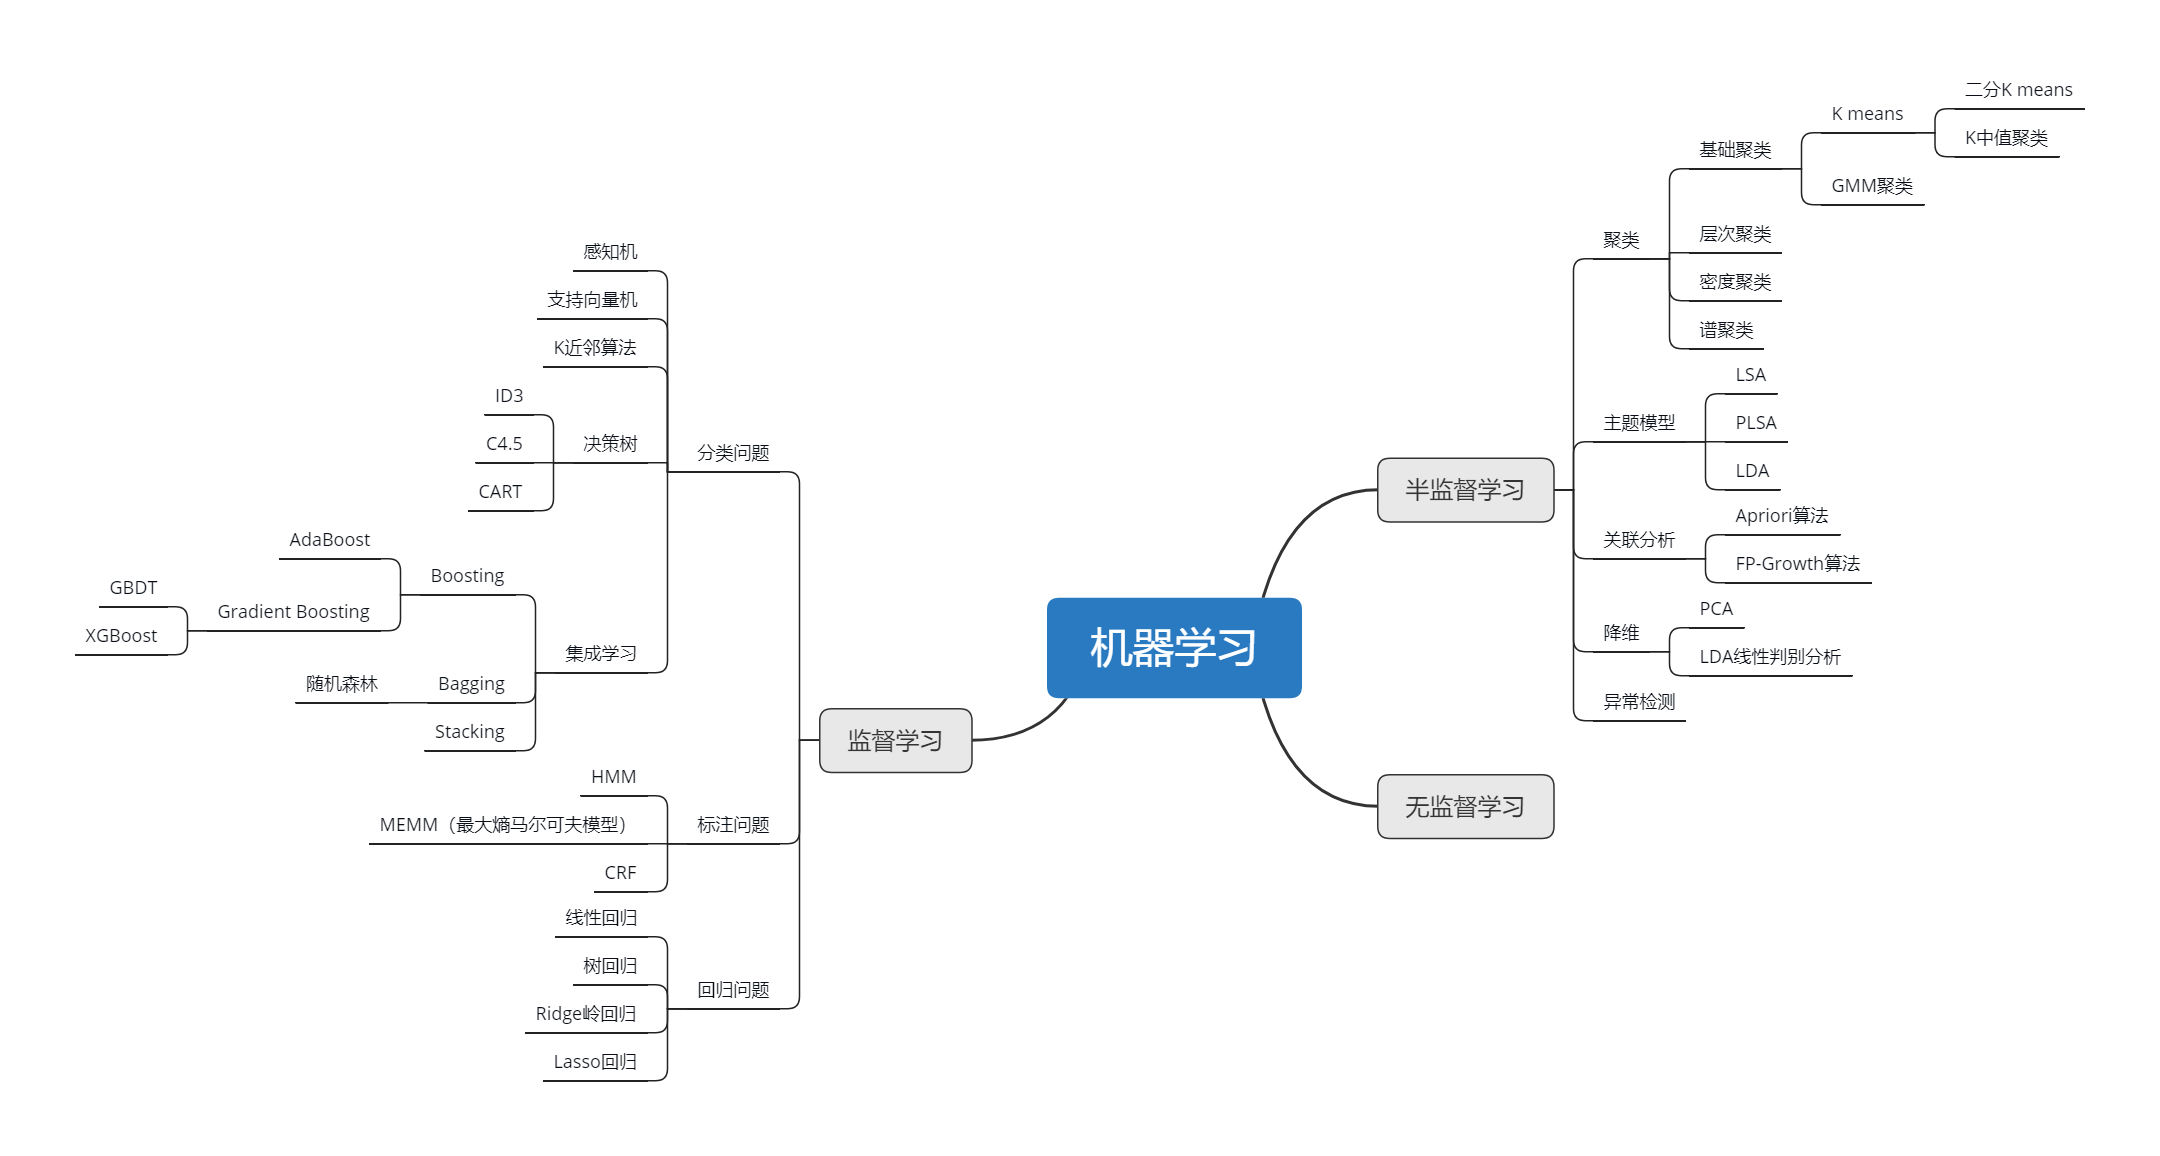 机器学习
监督学习
分类问题
感知机
支持向量机
K近邻算法
决策树
ID3
C4.5
CART
集成学习
Boosting
AdaBoost
Gradient Boosting
GBDT
XGBoost
Bagging
随机森林
Stacking
标注问题
HMM
MEMM（最大熵马尔可夫模型）
CRF
回归问题
线性回归
树回归
Ridge岭回归
Lasso回归
半监督学习
聚类
基础聚类
K means
二分K means
K中值聚类
GMM聚类
层次聚类
密度聚类
谱聚类
主题模型
LSA
PLSA
LDA
关联分析
Apriori算法
FP-Growth算法
降维
PCA
LDA线性判别分析
异常检测
无监督学习